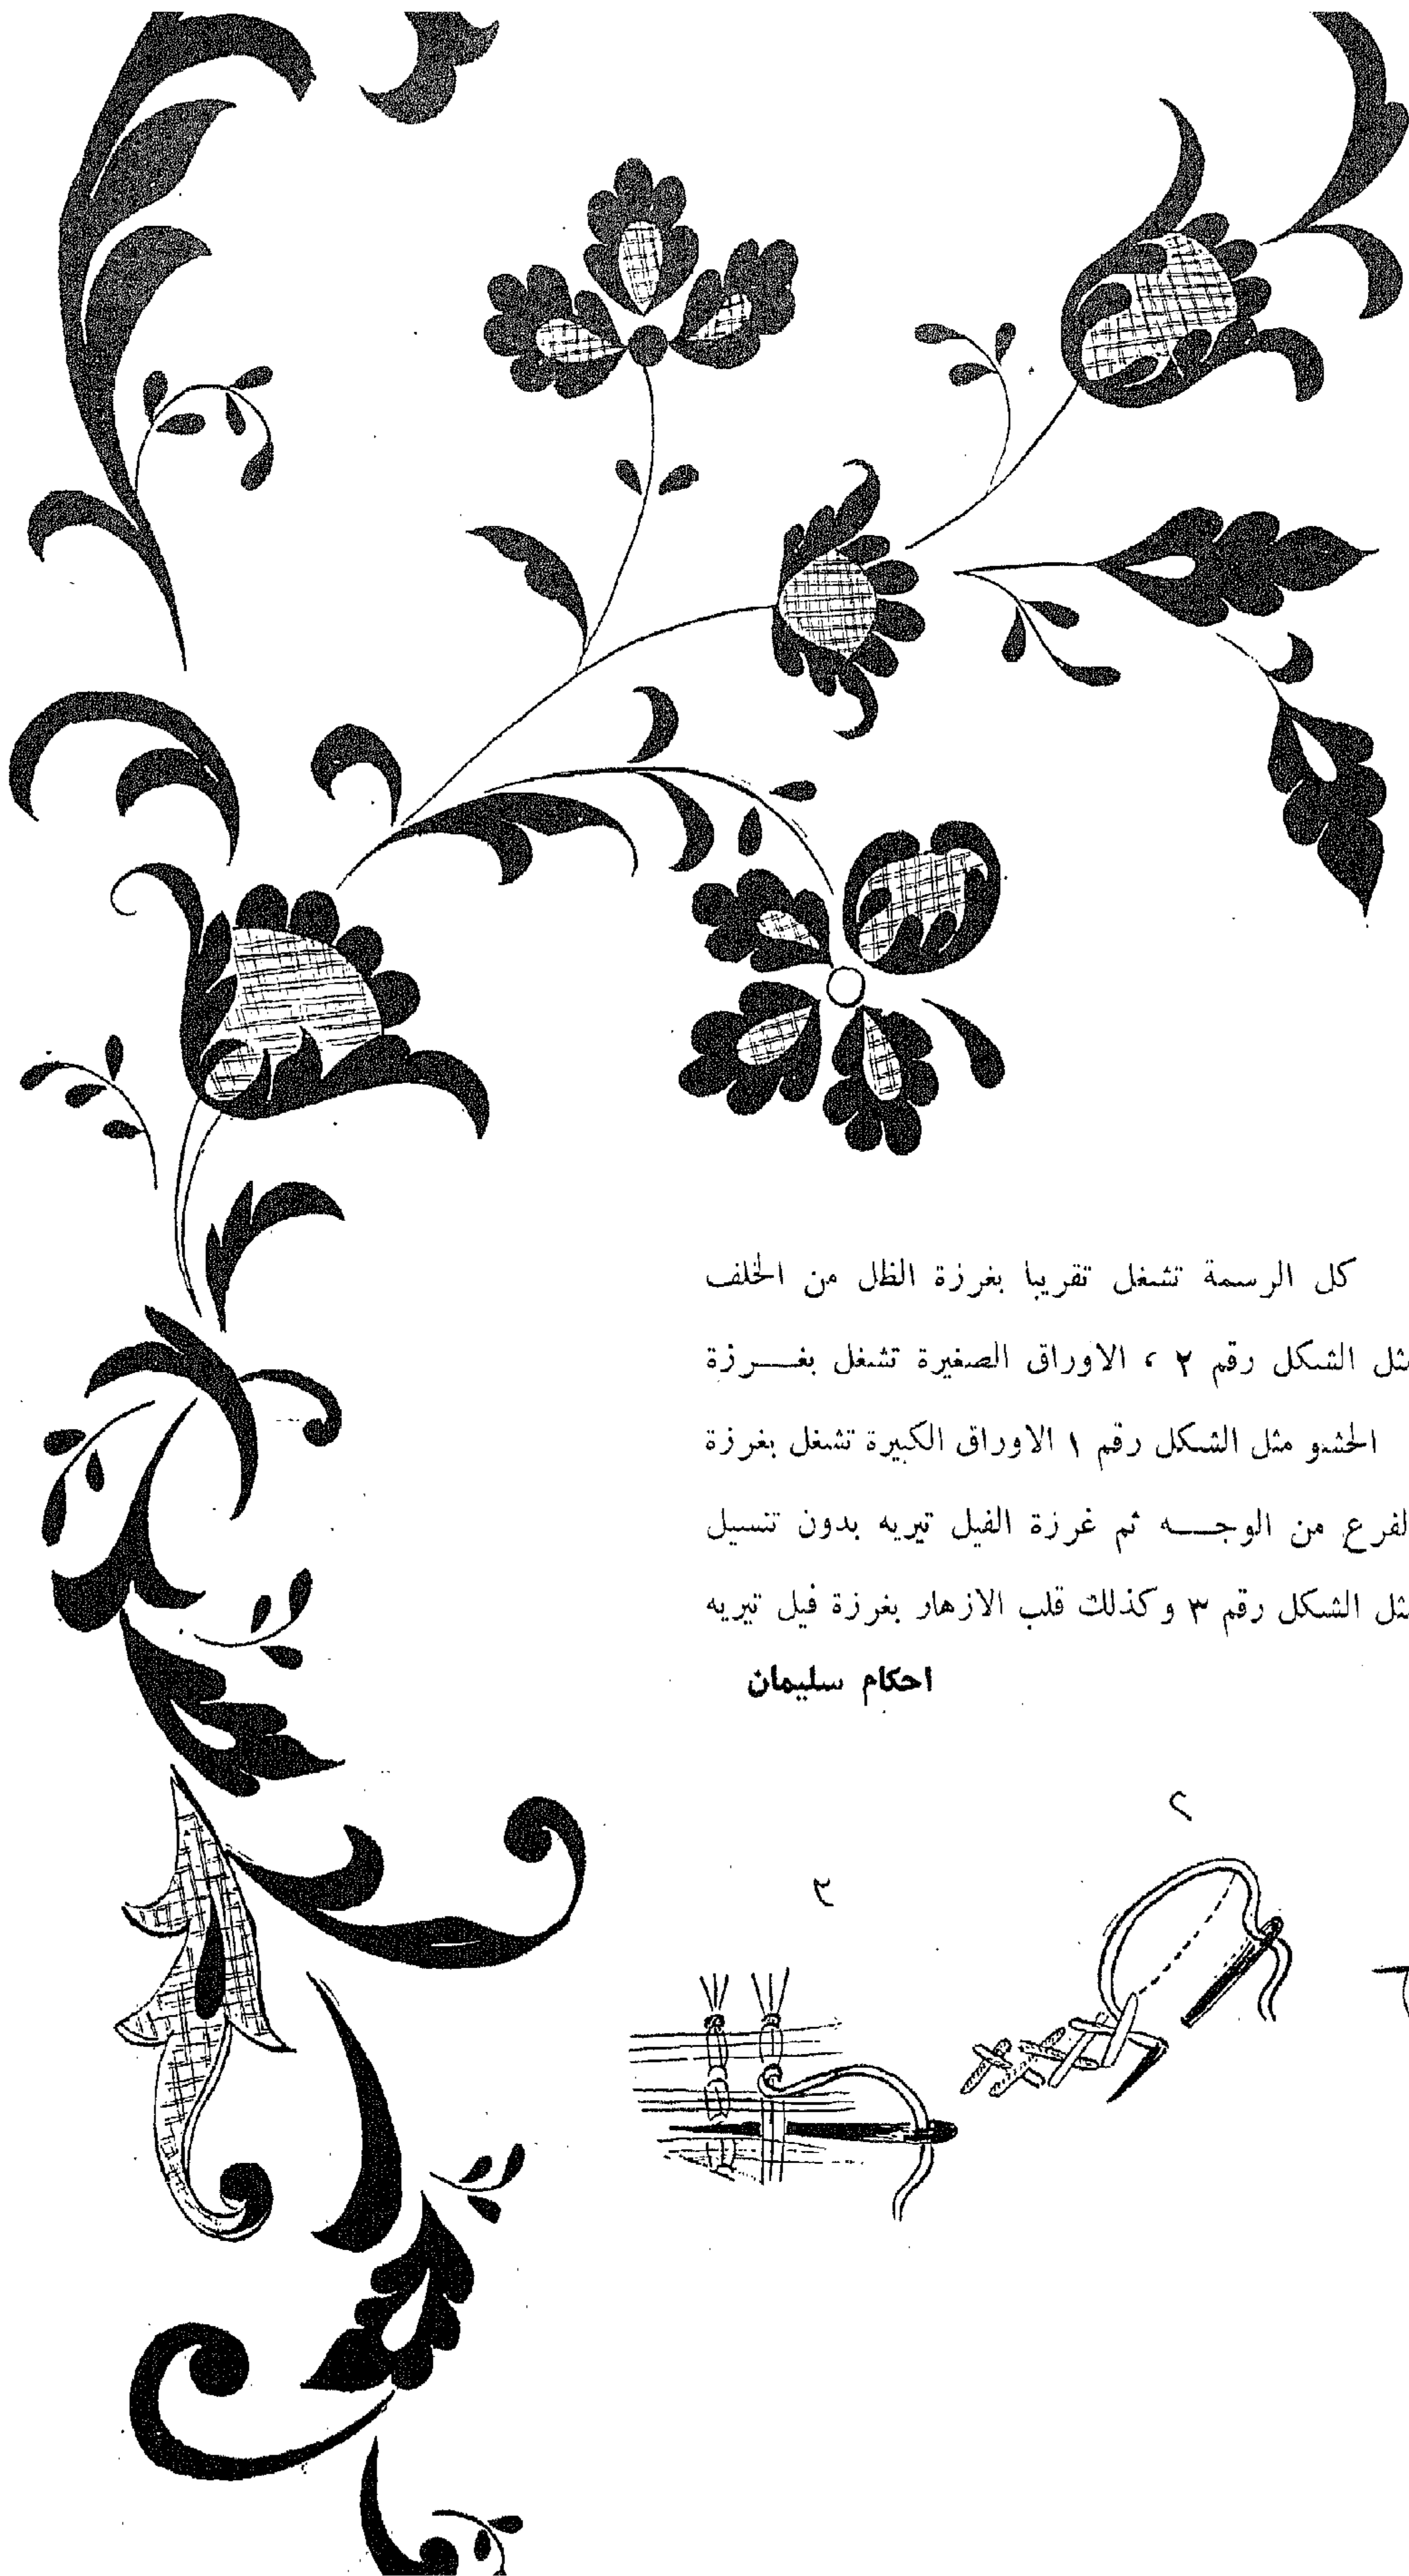 كل الرسمة تشغل تقريبا بغرزة الظل من الخلف
مثل الشكل رقم ٢ ، الاوراق الصغيرة تشغل بغـــرزة
الحشو مثل الشكل رقم ١ الاوراق الكبيرة تشغل بغرزة
لفرع من الوجـــه ثم غرزة الفيل تيريه بدون تنسيل
مثل الشكل رقم ٣ وكذلك قلب الازهار بغرزة فيل تيريه
احكام سليمان
٢